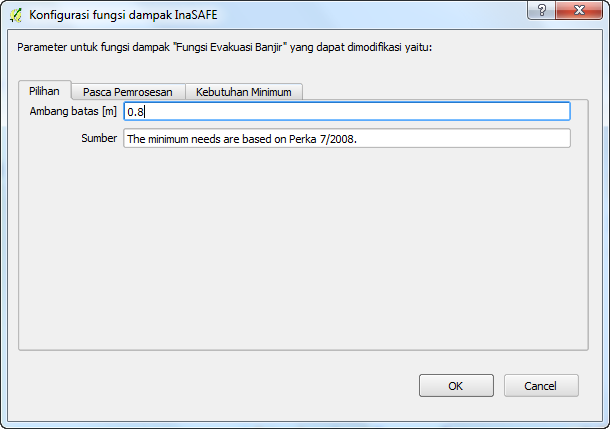 Konfigurasi fungsi dampak InaSAFE
Parameter untuk fungsi dampak "Fungsi Evakuasi Banjir" yang dapat dimodifikasi yaitu:
Pilihan Pasca Pemrosesan Kebutuhan Minimum
Ambang batas [m] 0.8
Sumber The minimum needs are based on Perka 7/2008.
OK Cancel